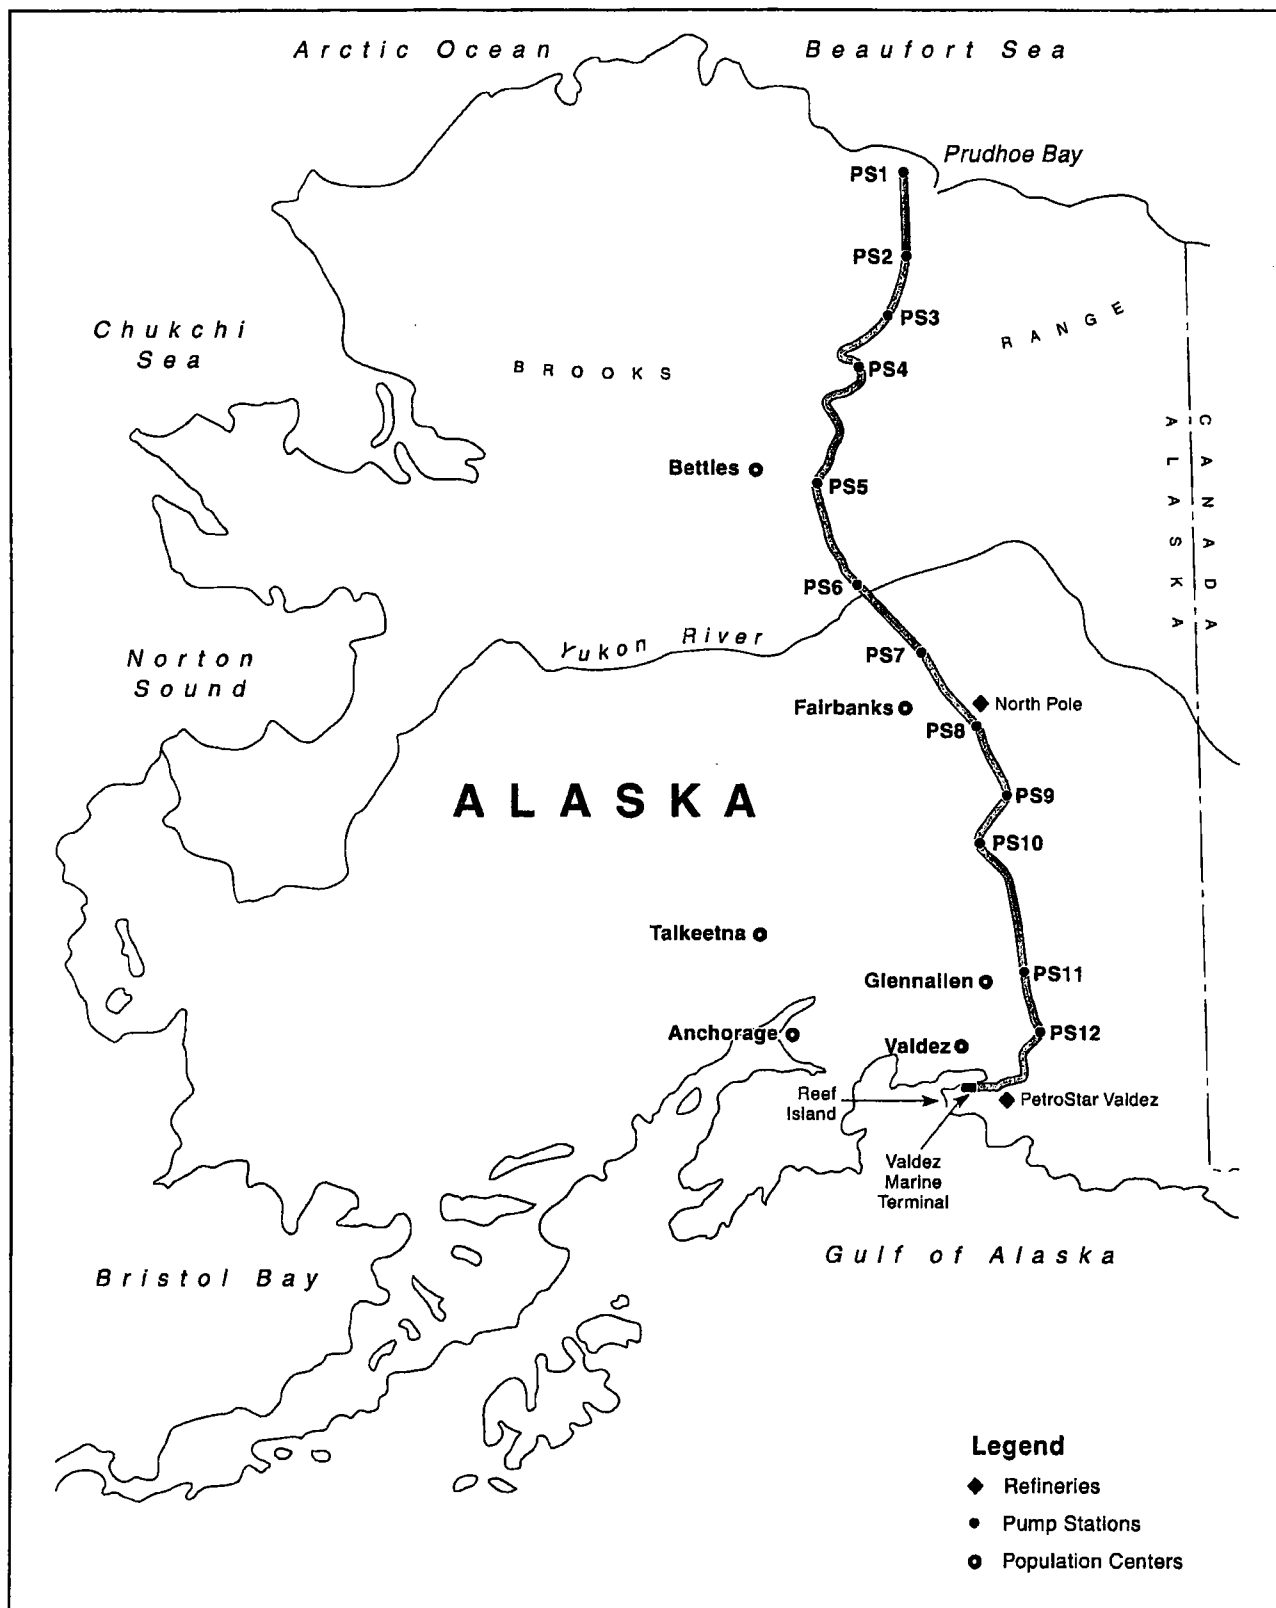 Arctic Ocean
Beaufort Sea
Prudhoe Bay
PS1
PS2
PS3
Chukchi
Sea
BROOKS
RANGE
PS4
CANADA
ALASKA
Bettles
PS5
PS6
Yukon River
Norton
Sound
PS7
Fairbanks
North Pole
PS8
ALASKA
PS9
PS10
Talkeetna
Glennallen
PS11
Anchorage
Valdez
PS12
Reef
Island
PetroStar Valdez
Valdez
Marine
Terminal
Gulf of Alaska
Bristol Bay
Legend
Refineries
Pump Stations
Population Centers